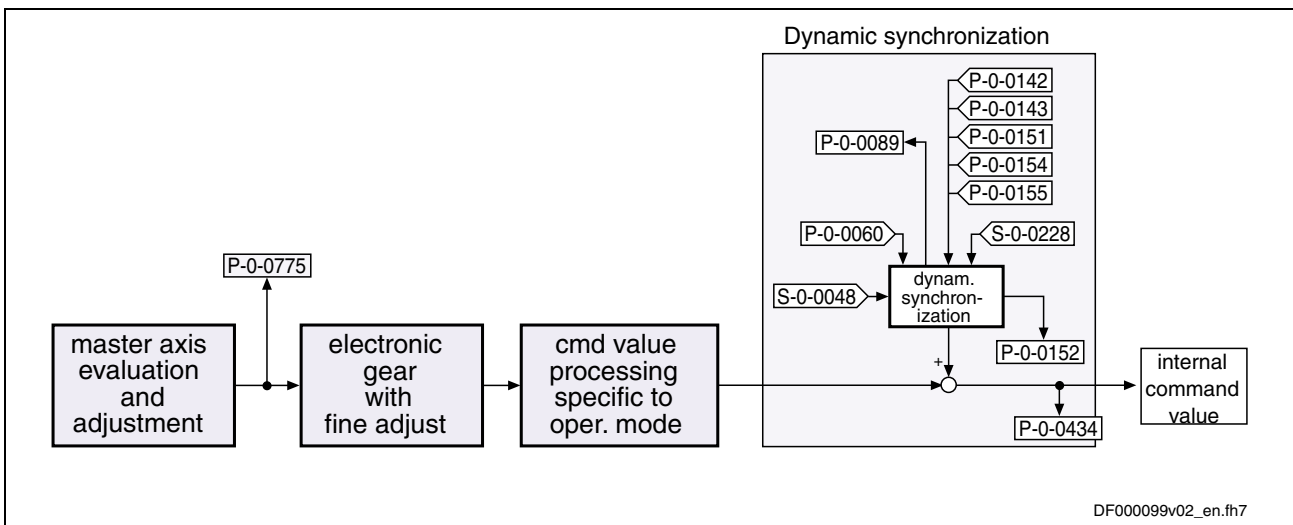 Dynamic synchronization
P-0-0142
P-0-0143
P-0-0151
P-0-0154
P-0-0155
P-0-0089
P-0-0060
S-0-0228
S-0-0048
dynam.
synchron-
ization
P-0-0152
P-0-0775
master axis
evaluation
and
adjustment
electronic
gear
with
fine adjust
cmd value
processing
specific to
oper. mode
+
P-0-0434
internal
command
value
DF000099v02_en.fh7